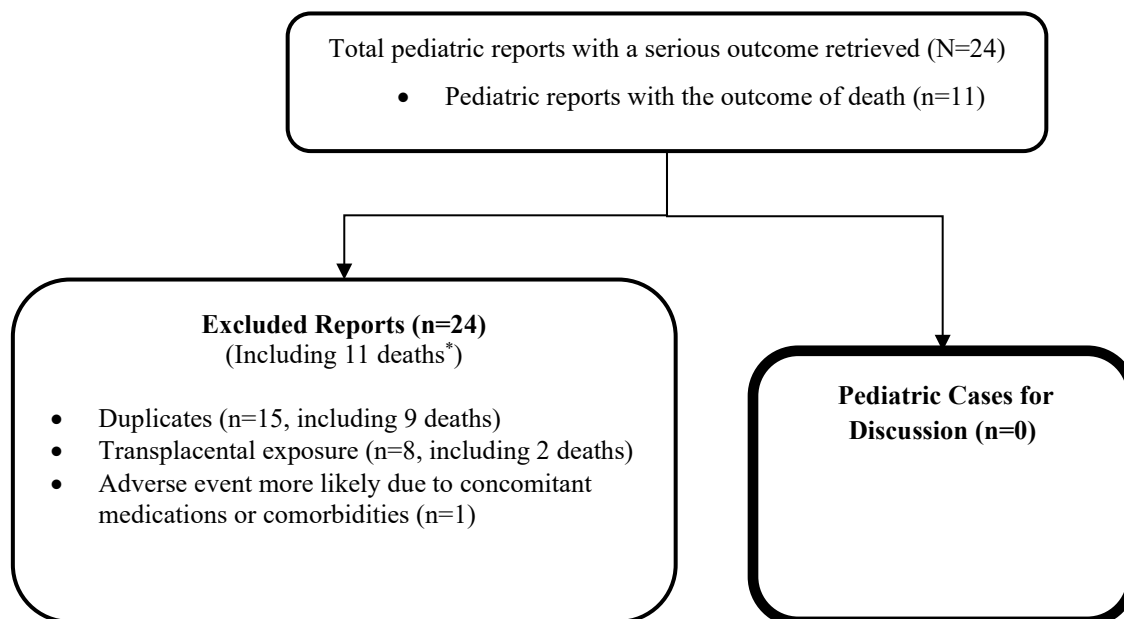 Total pediatric reports with a serious outcome retrieved (N=24)
• Pediatric reports with the outcome of death (n=11)
Excluded Reports (n=24)
(Including 11 deaths*)
• Duplicates (n=15, including 9 deaths)
• Transplacental exposure (n=8, including 2 deaths)
• Adverse event more likely due to concomitant
medications or comorbidities (n=1)
Pediatric Cases for
Discussion (n=0)